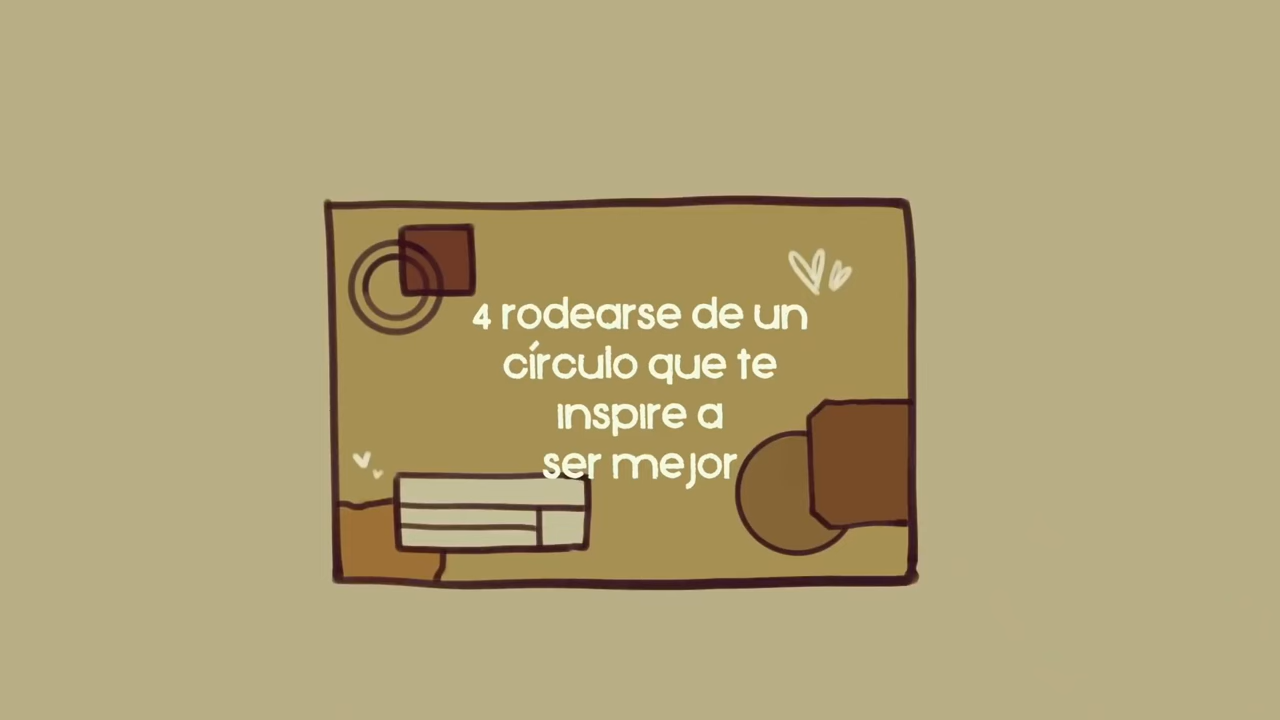 4 rodearse de un
círculo que te
inspire a
ser mejor